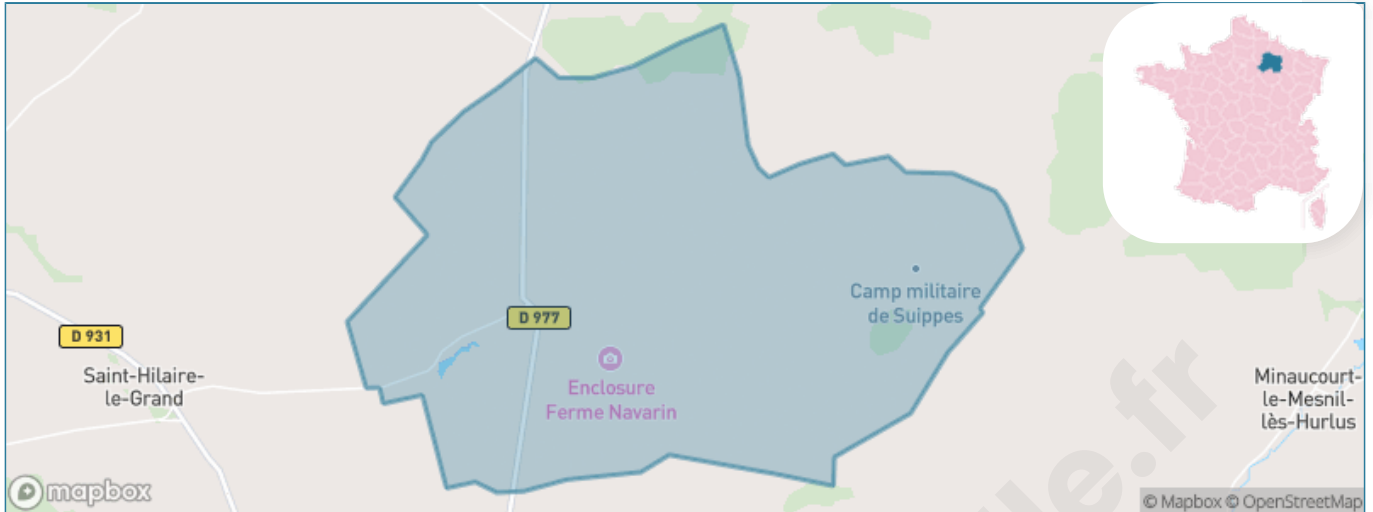 D 977
Camp militaire
de Suippes
D 931
Saint-Hilaire-
le-Grand
Enclosure
Ferme Navarin
Minaucourt-
le-Mesnil-
lès-Hurlus
mapbox
© Mapbox © OpenStreetMap